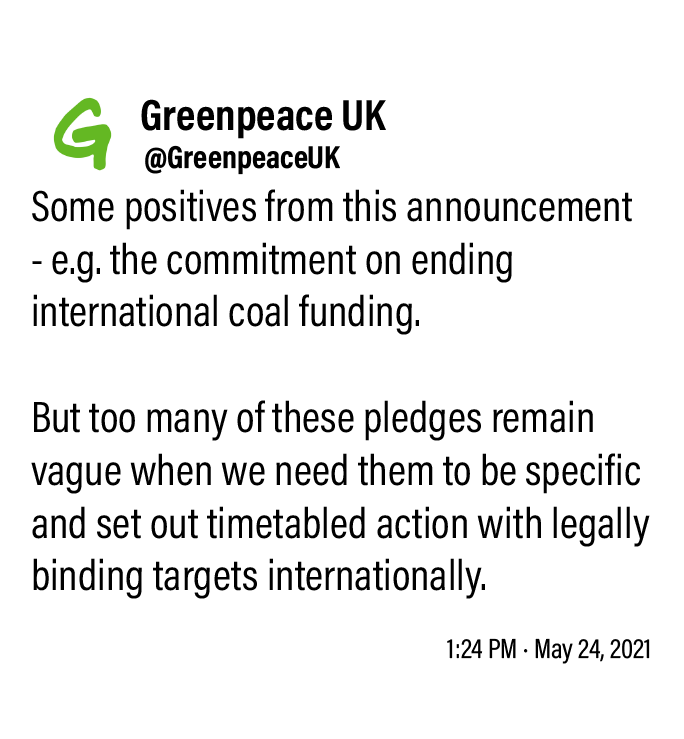 Greenpeace UK
@GreenpeaceUK
Some positives from this announcement
- e.g. the commitment on ending
international coal funding.
But too many of these pledges remain
vague when we need them to be specific
and set out timetabled action with legally
binding targets internationally.
1:24 PM · May 24, 2021